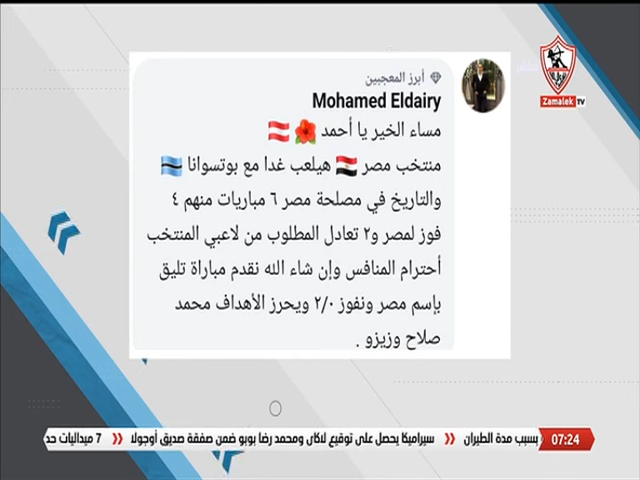 Zamalek TV
أبرز المعجبين
Mohamed Eldairy
مساء الخير يا أحمد
منتخب مصر هيلعب غدا مع بوتسوانا
والتاريخ في مصلحة مصر ٦ مباريات منهم ٤
فوز لمصر و٢ تعادل المطلوب من لاعبي المنتخب
أحترام المنافس وإن شاء الله نقدم مباراة تليق
بإسم مصر ونفوز ٢/٠ ويحرز الأهداف محمد
صلاح وزيزو .
07:24 بسبب مدة الطيران سيراميكا يحصل على توقيع لاكاي ومحمد رضا بوبو ضمن صفقة صديق أوجولا 7 ميداليات حد